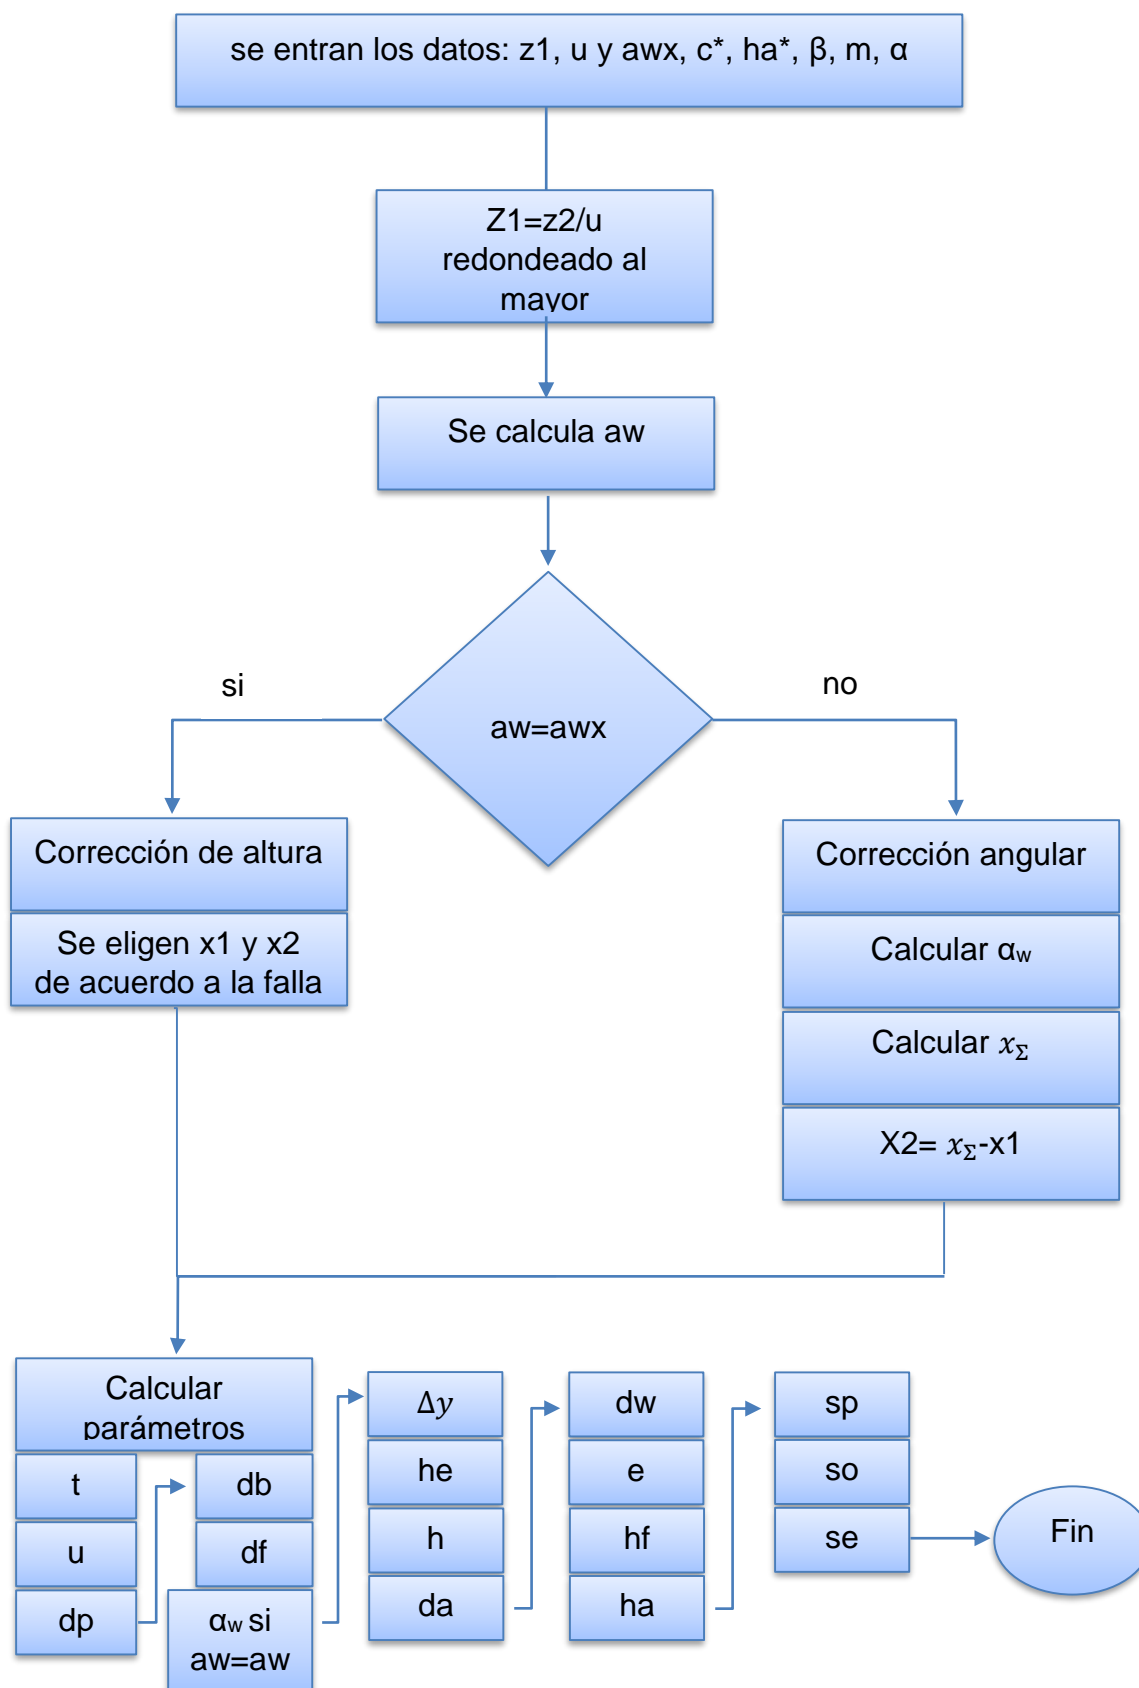 se entran los datos: z1, u y awx, c*, ha*, β, m, α
Z1=z2/u
redondeado al
mayor
Se calcula aw
si
no
aw=awx
Corrección de altura
Se eligen x1 y x2
de acuerdo a la falla
Corrección angular
Calcular αw
Calcular xΣ
X2= xΣ-x1
Calcular
parámetros
t
u
dp
db
df
αw si
aw=aw
Δy
he
h
da
dw
e
hf
ha
sp
so
se
Fin